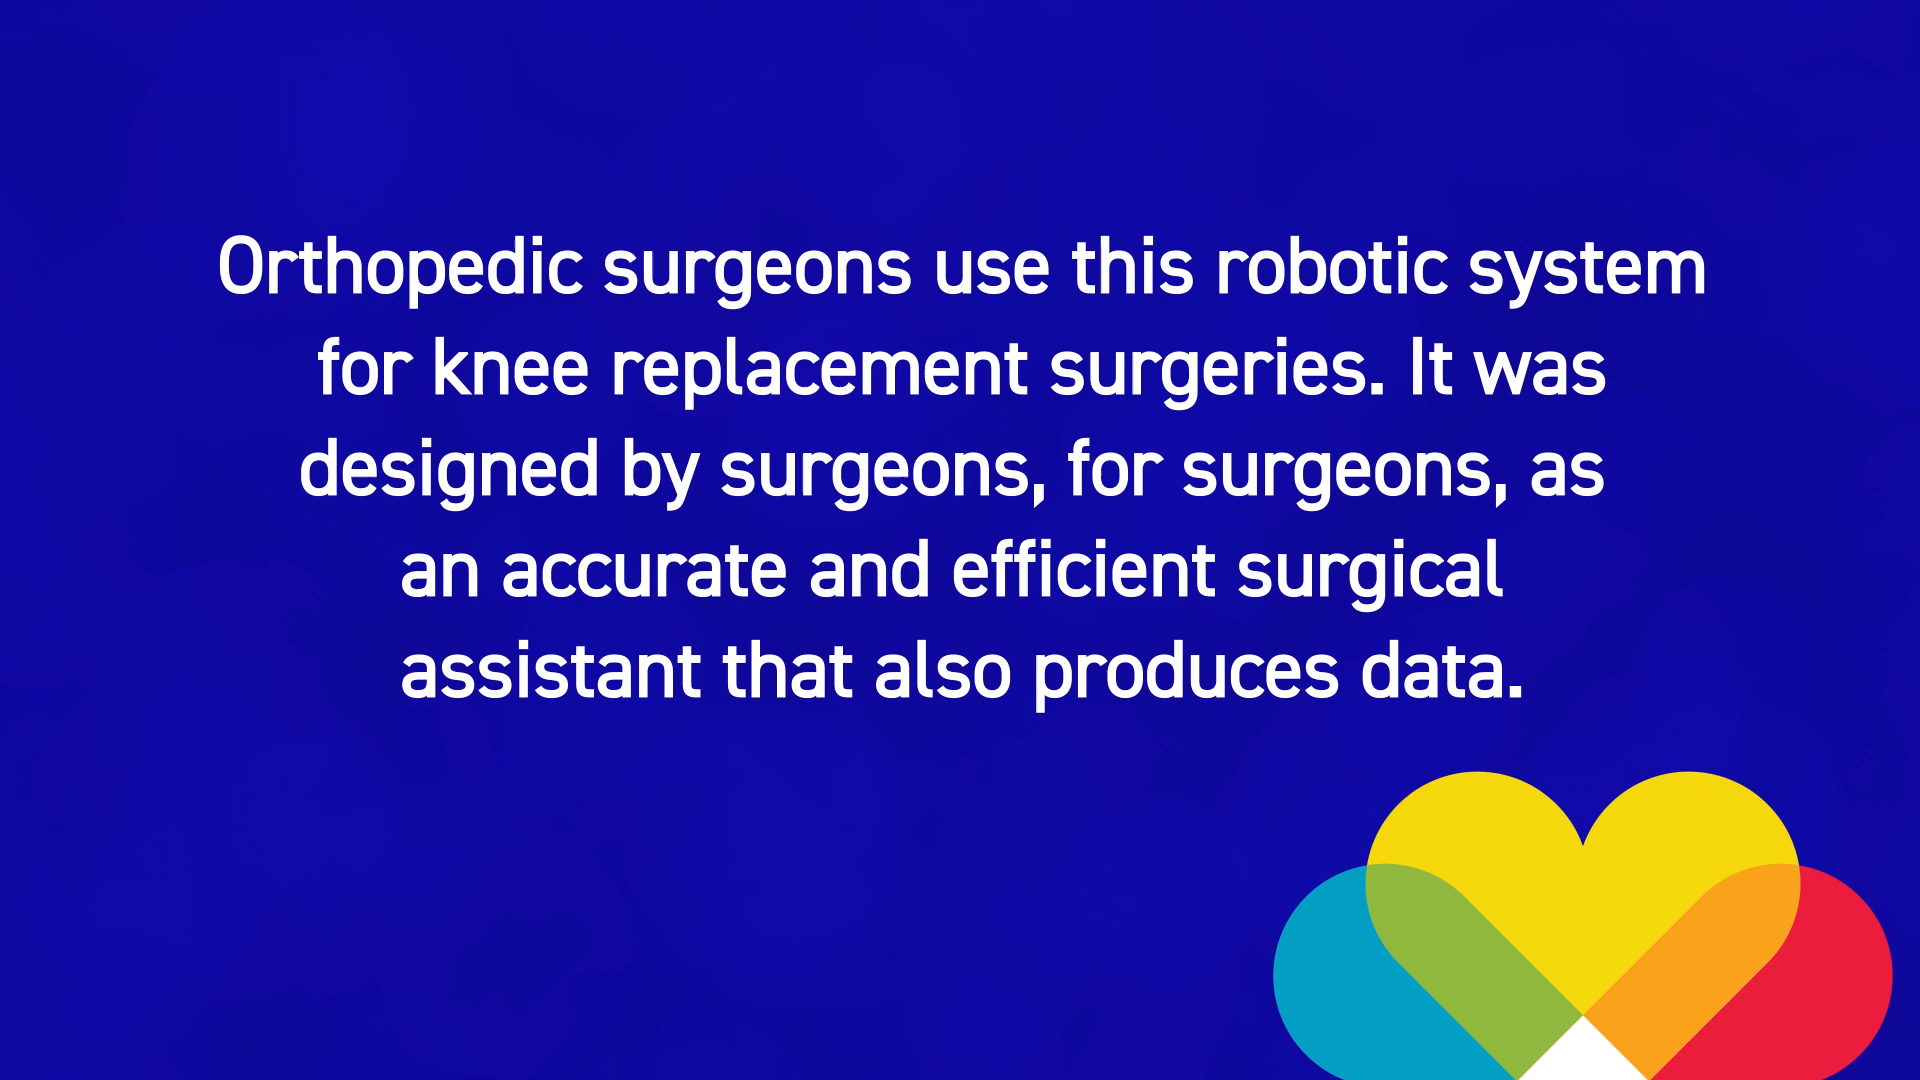 Orthopedic surgeons use this robotic system
for knee replacement surgeries. It was
designed by surgeons, for surgeons, as
an accurate and efficient surgical
assistant that also produces data.